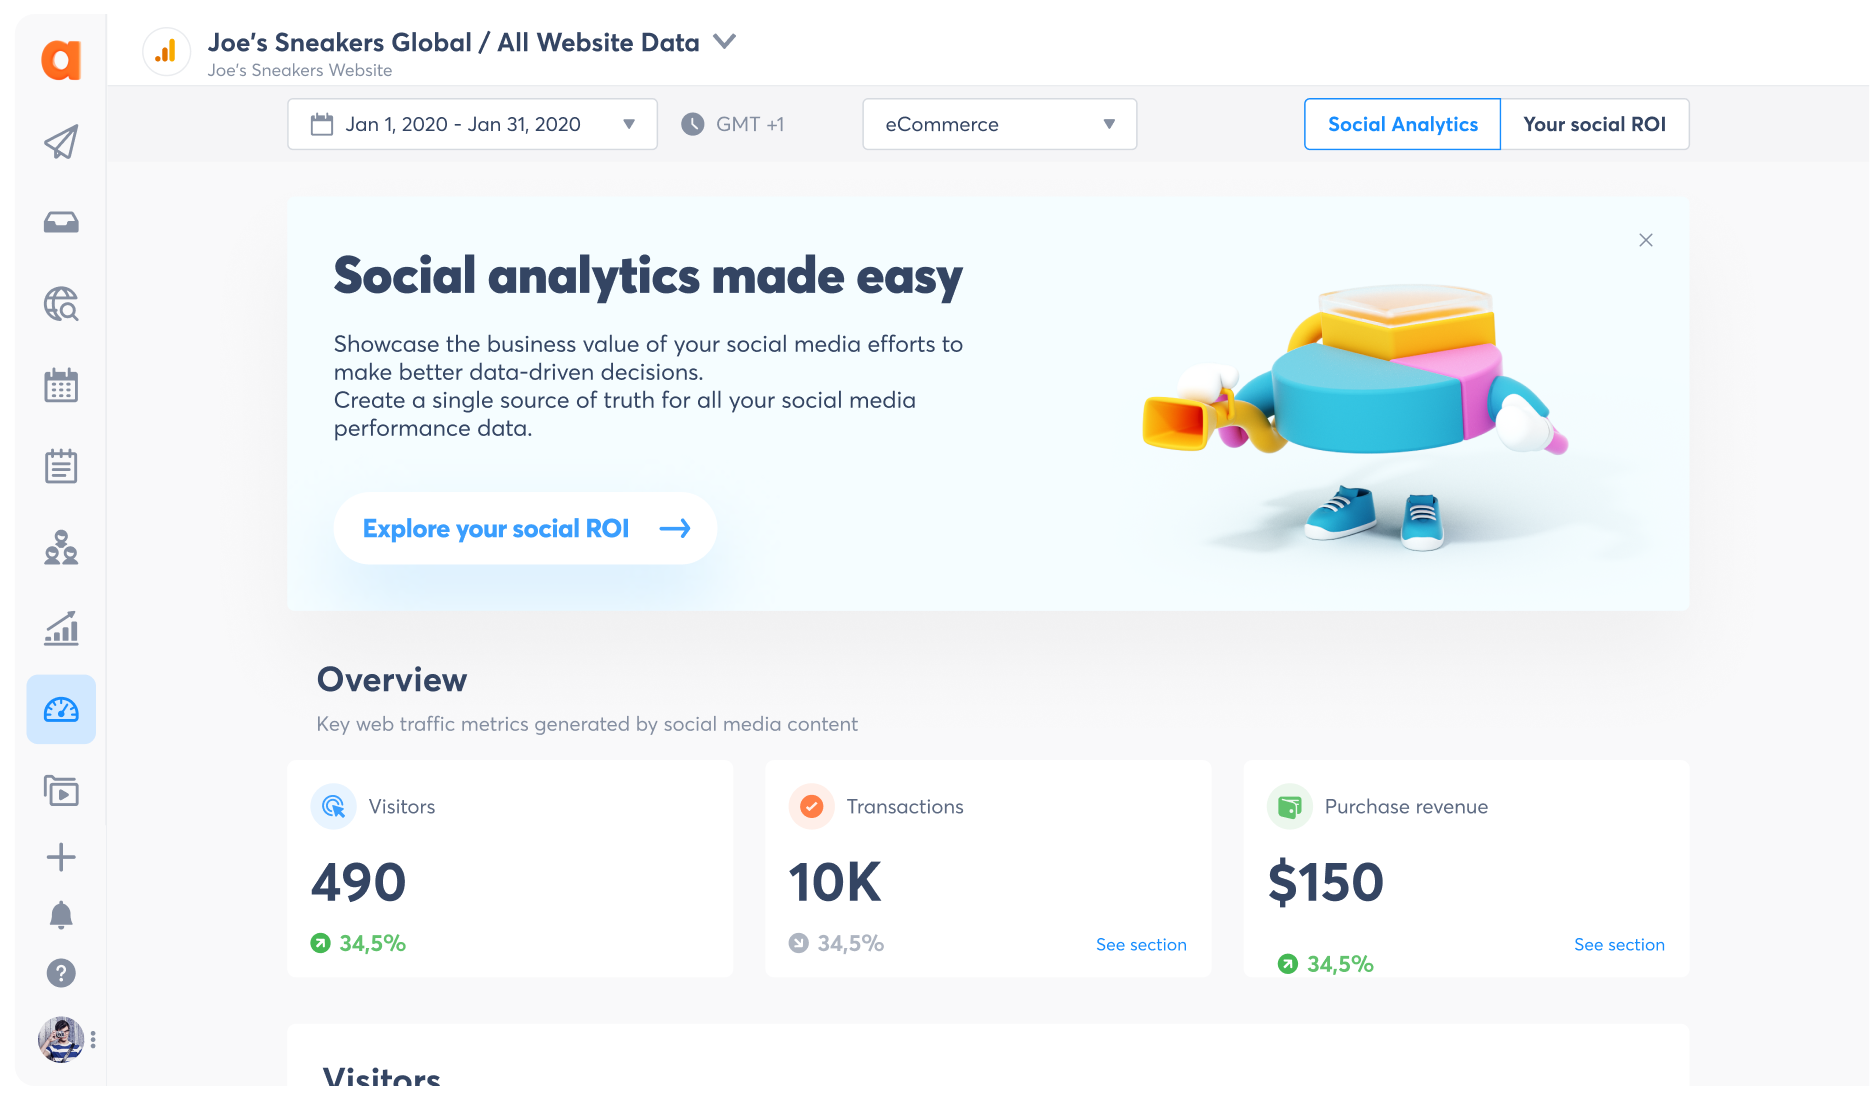 Joe's Sneakers Global / All Website Data
Joe's Sneakers Website
Jan 1, 2020 - Jan 31, 2020
GMT +1
eCommerce
Social Analytics
Your social ROI
Social analytics made easy
Showcase the business value of your social media efforts to
make better data-driven decisions.
Create a single source of truth for all your social media
performance data.
Explore your social ROI
Overview
Key web traffic metrics generated by social media content
Visitors
490
34,5%
Transactions
10K
34,5%
See section
Purchase revenue
$150
34,5%
See section
Visitors